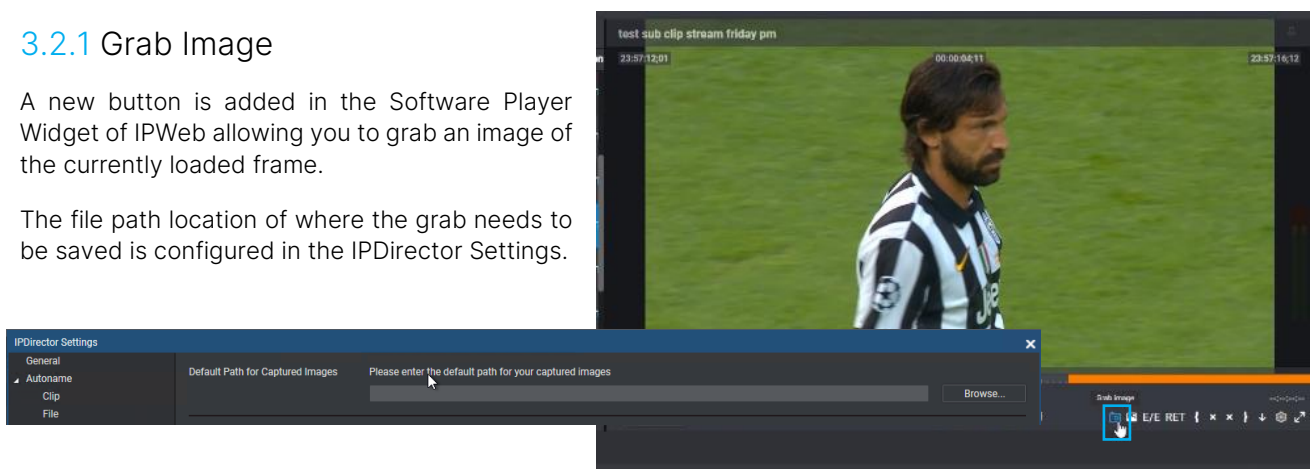 3.2.1 Grab Image
A new button is added in the Software Player
Widget of IPWeb allowing you to grab an image of
the currently loaded frame.
The file path location of where the grab needs to
be saved is configured in the IPDirector Settings.
test sub clip stream friday pm
23:57:12;01 00:00:04;11 23:57:16;12
Jee
IPDirector Settings
General
Autoname
Clip
File
Default Path for Captured Images
Please enter the default path for your captured images
Browse...
Grab Image
E/E RET